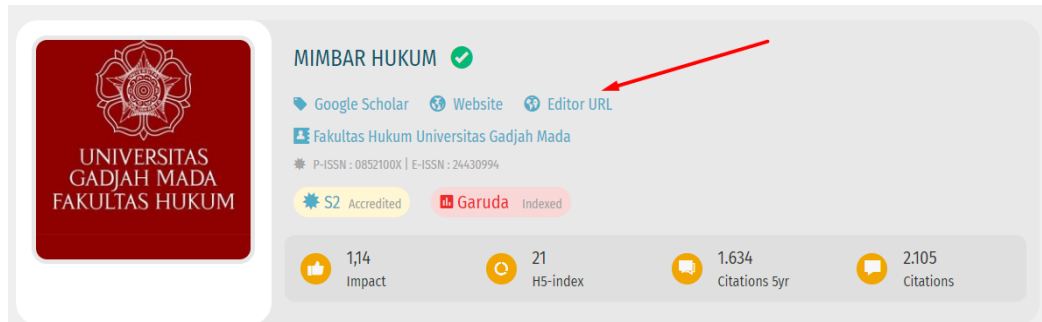 UNIVERSITAS
GADJAH MADA
FAKULTAS HUKUM
MIMBAR HUKUM
Google Scholar Website Editor URL
Fakultas Hukum Universitas Gadjah Mada
P-ISSN : 0852100X | E-ISSN : 24430994
S2 Accredited Garuda Indexed
1,14
Impact
21
H5-index
1.634
Citations 5yr
2.105
Citations